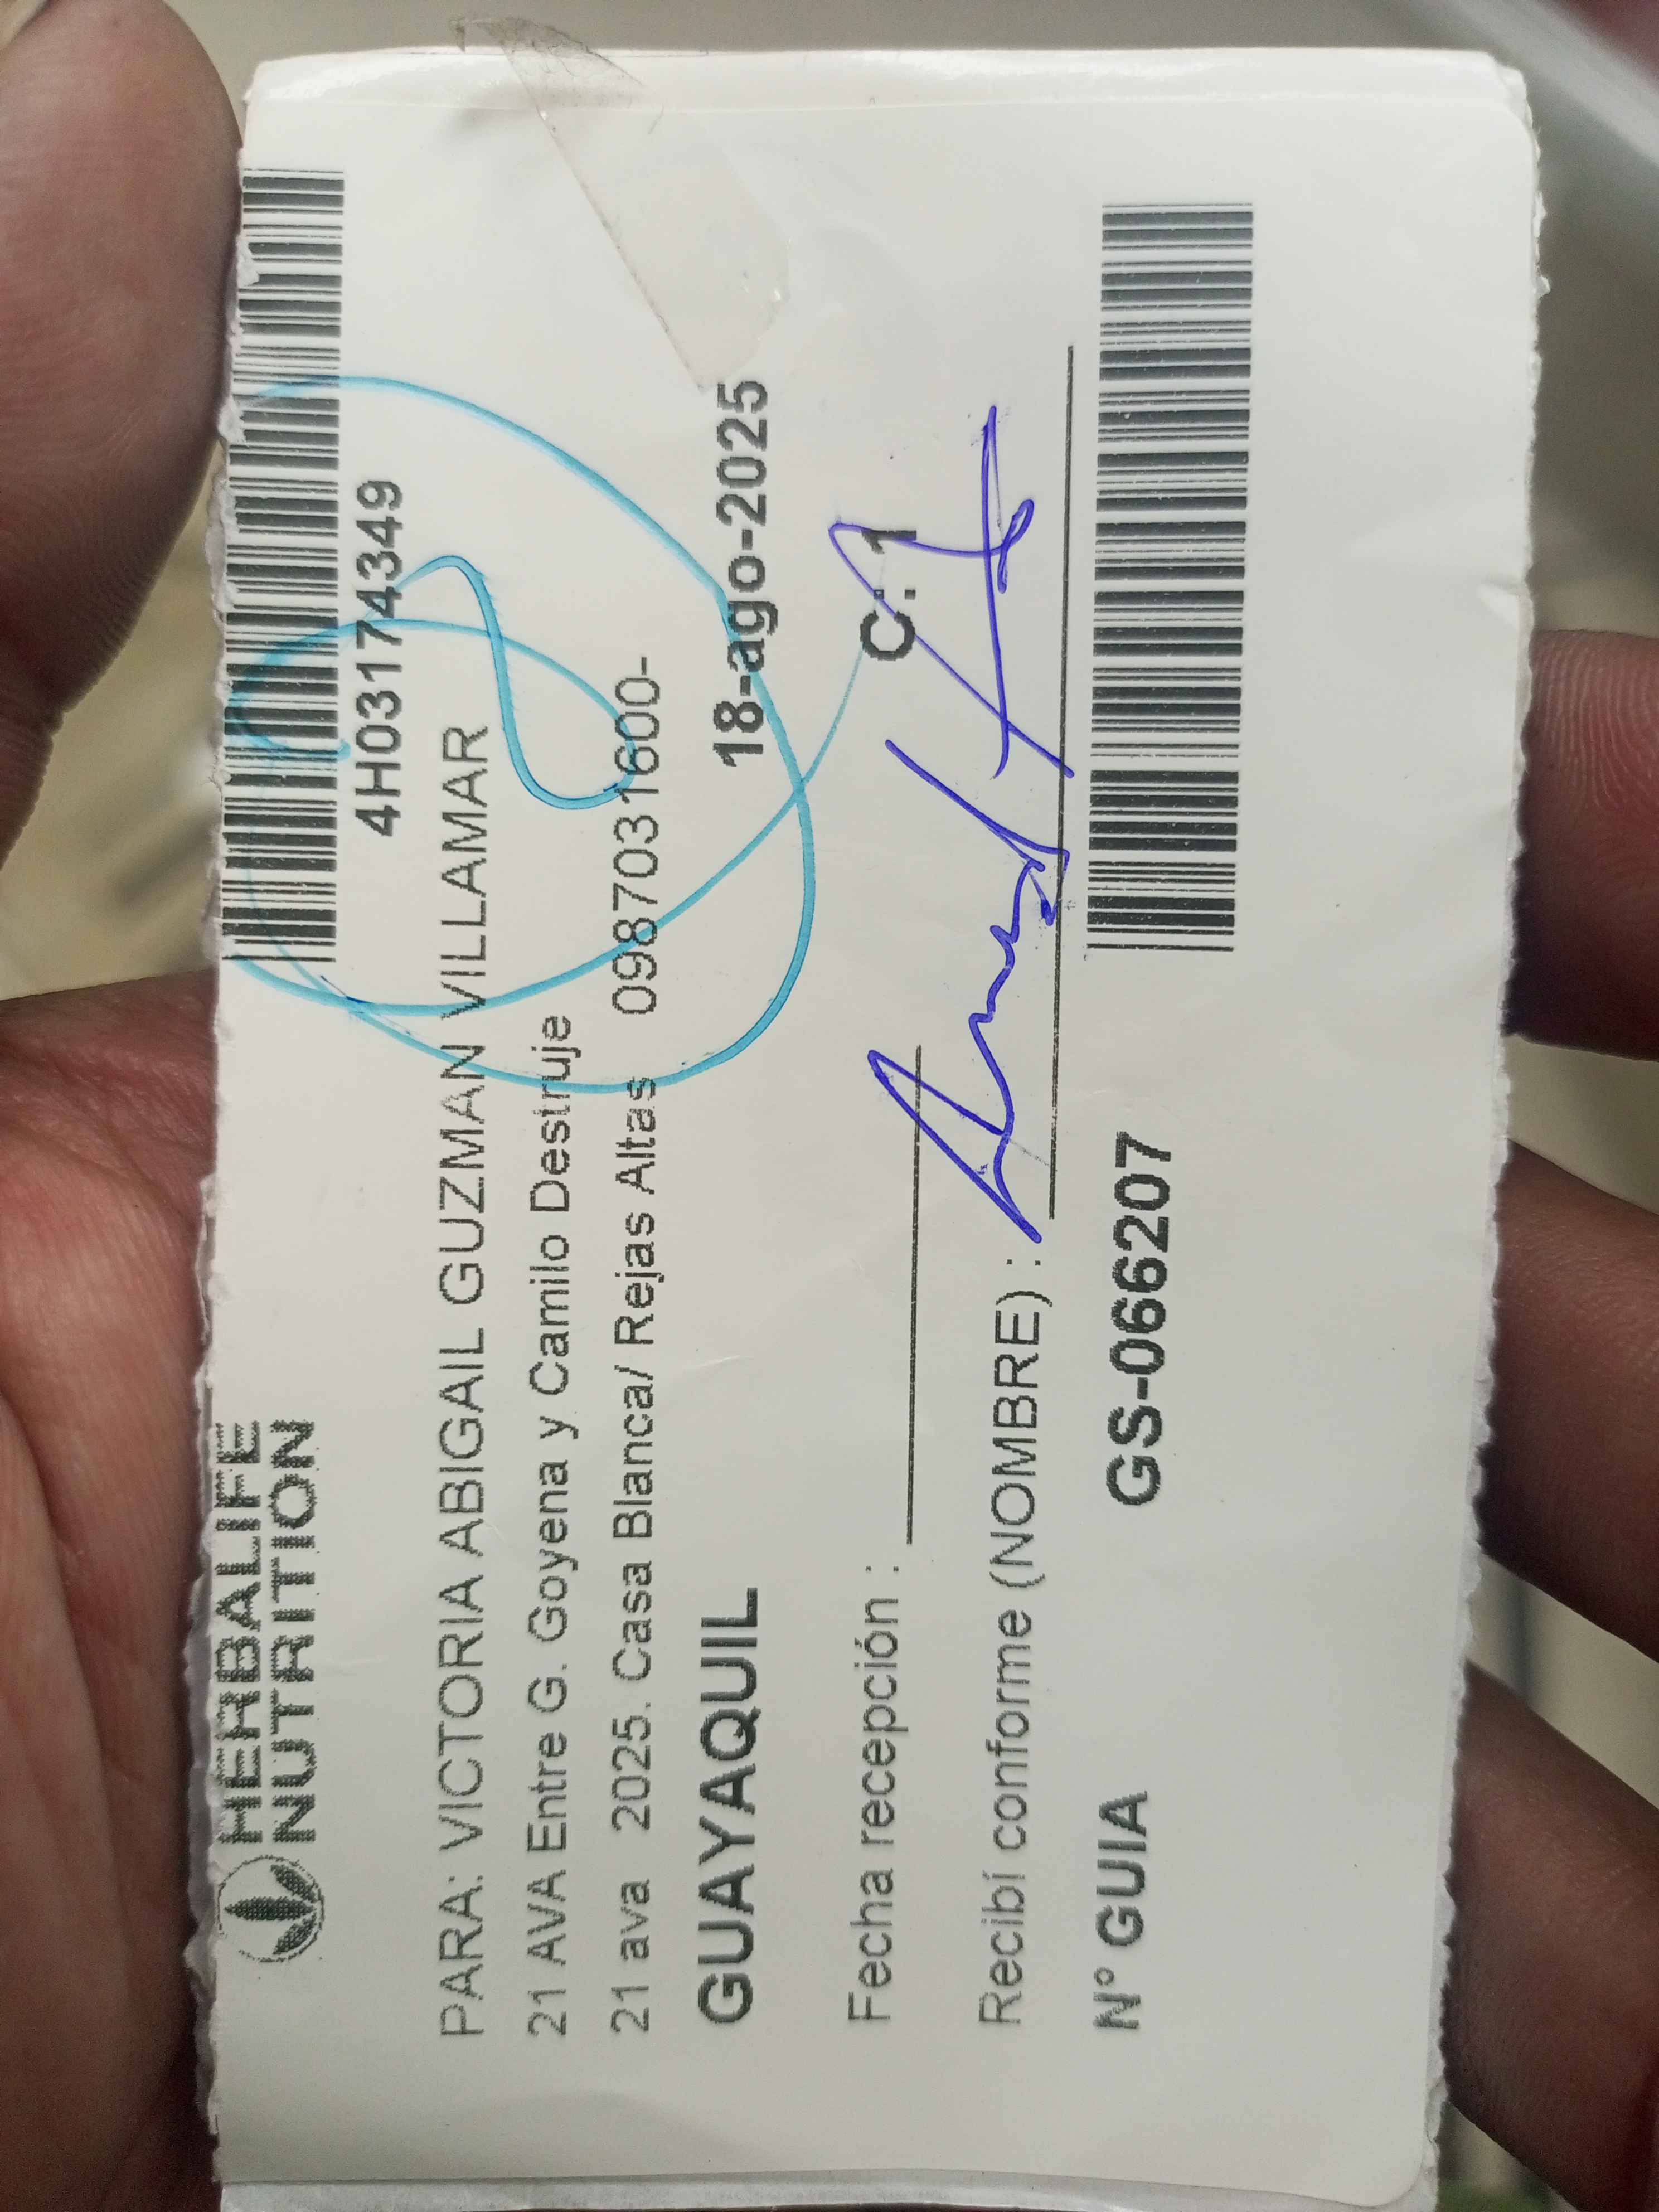 HERBALIFE
NUTRITION
4H03174349
PARA: VICTORIA ABIGAIL GUZMAN VILLAMAR
21 AVA Entre G. Goyena y Camilo Destruje
21 ava 2025. Casa Blanca/ Rejas Altas 0987031600-
GUAYAQUIL 18-ago-2025
Fecha recepción : C: 1
Recibí conforme (NOMBRE) :
N° GUIA GS-066207